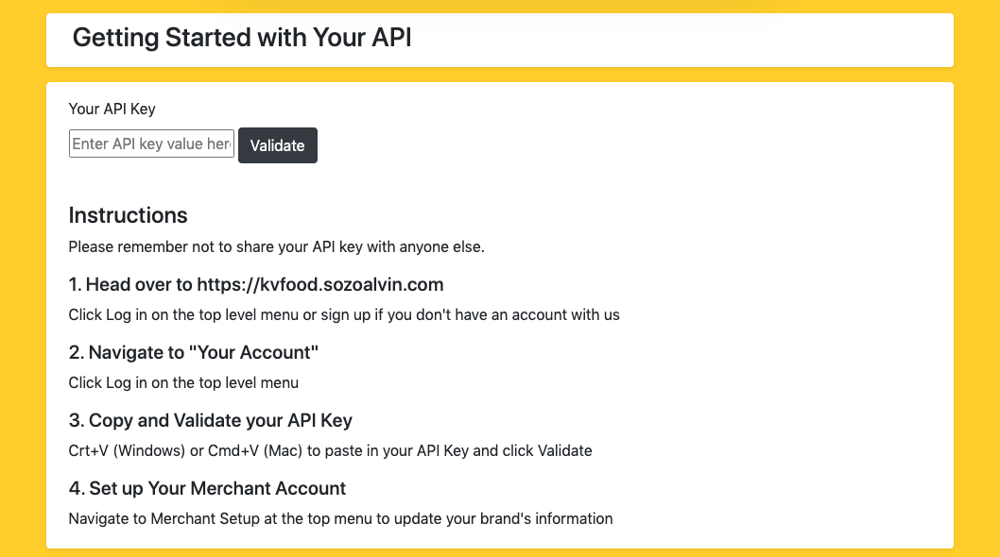 Getting Started with Your API
Your API Key
Enter API key value her
Validate
Instructions
Please remember not to share your API key with anyone else.
1. Head over to https://kvfood.sozoalvin.com
Click Log in on the top level menu or sign up if you don't have an account with us
2. Navigate to "Your Account"
Click Log in on the top level menu
3. Copy and Validate your API Key
Crt+V (Windows) or Cmd+V (Mac) to paste in your API Key and click Validate
4. Set up Your Merchant Account
Navigate to Merchant Setup at the top menu to update your brand's information